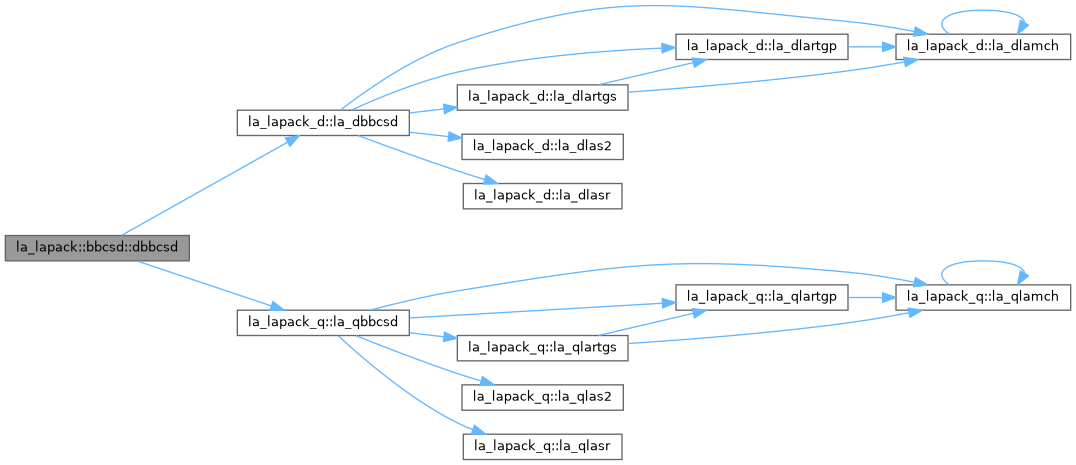 la_lapack_d::la_dlartgp
la_lapack_d::la_dlamch
la_lapack_d::la_dlartgs
la_lapack_d::la_dbbcsd
la_lapack_d::la_dlas2
la_lapack_d::la_dlasr
la_lapack::bbcsd::dbbcsd
la_lapack_q::la_qlartgp
la_lapack_q::la_qlamch
la_lapack_q::la_qbbcsd
la_lapack_q::la_qlartgs
la_lapack_q::la_qlas2
la_lapack_q::la_qlasr